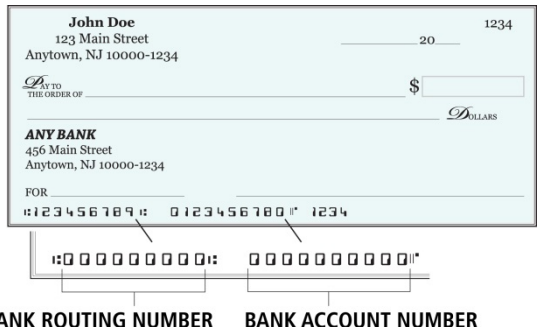 John Doe
1234
123 Main Street
20
Anytown, NJ 10000-1234
PAY TO
THE ORDER OF
$
DOLLARS
ANY BANK
456 Main Street
Anytown, NJ 10000-1234
FOR
⑆123456789⑆ 0123456780⑈ 1234
⑆000000000⑆ 0000000000⑈
ANK ROUTING NUMBER BANK ACCOUNT NUMBER